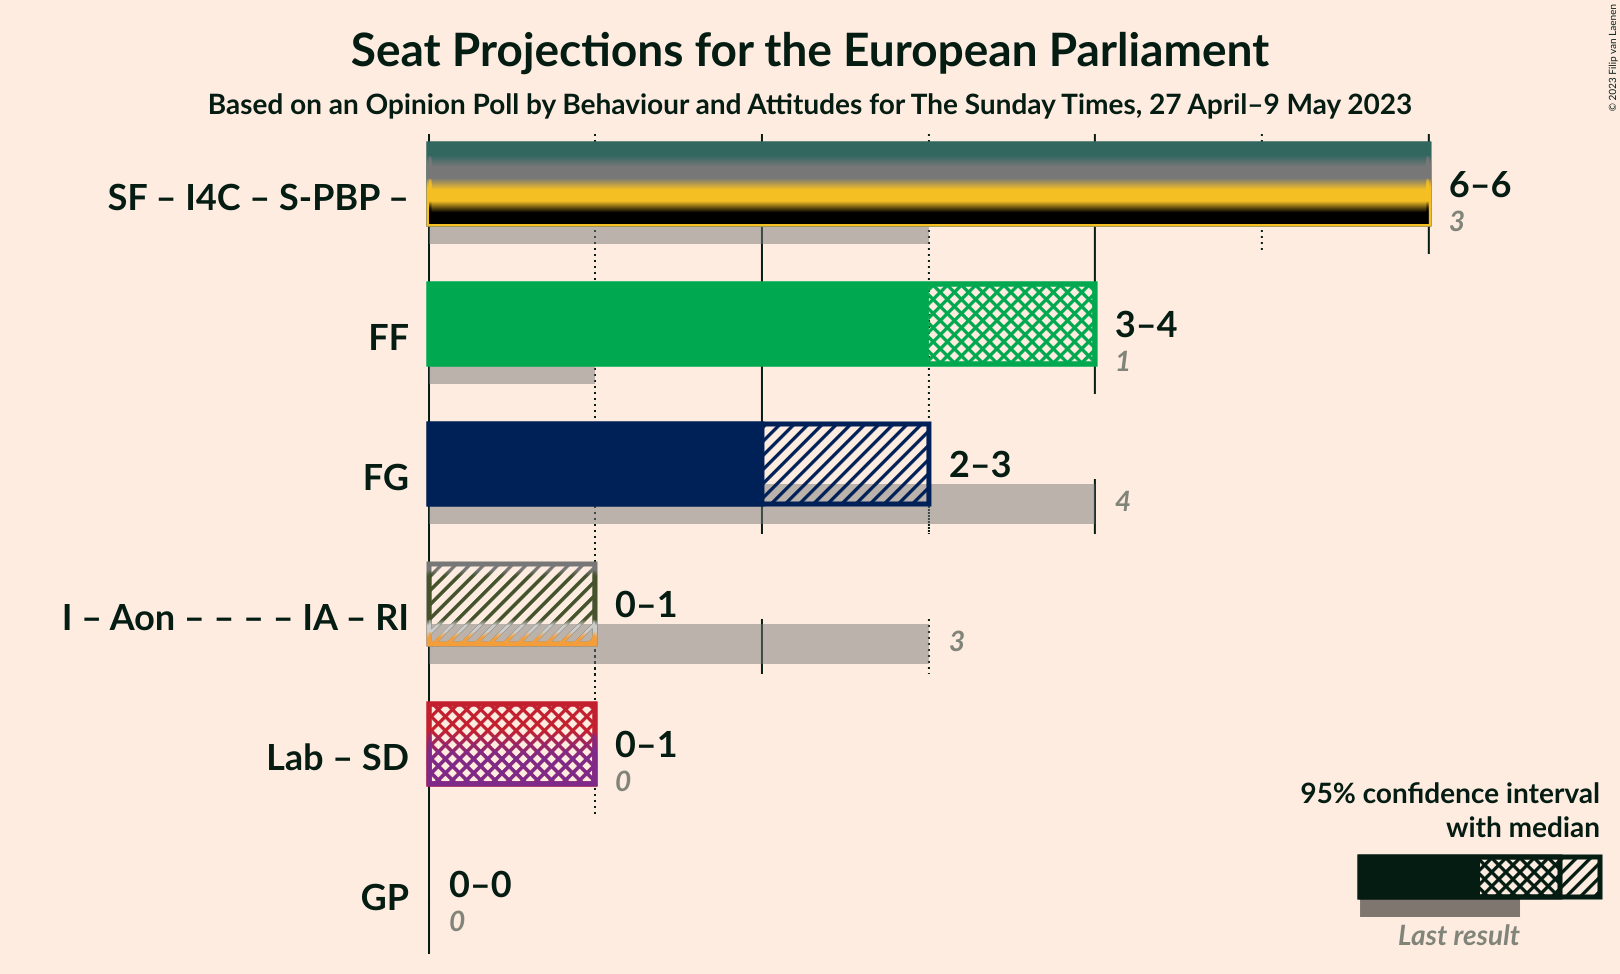 Seat Projections for the European Parliament
Based on an Opinion Poll by Behaviour and Attitudes for The Sunday Times, 27 April–9 May 2023
© 2023 Filip van Laenen
SF – I4C – S-PBP –
6–6
3
FF
3–4
1
FG
2–3
4
I – Aon – – – – IA – RI
0–1
3
Lab – SD
0–1
0
GP
0–0
0
95% confidence interval
with median
Last result